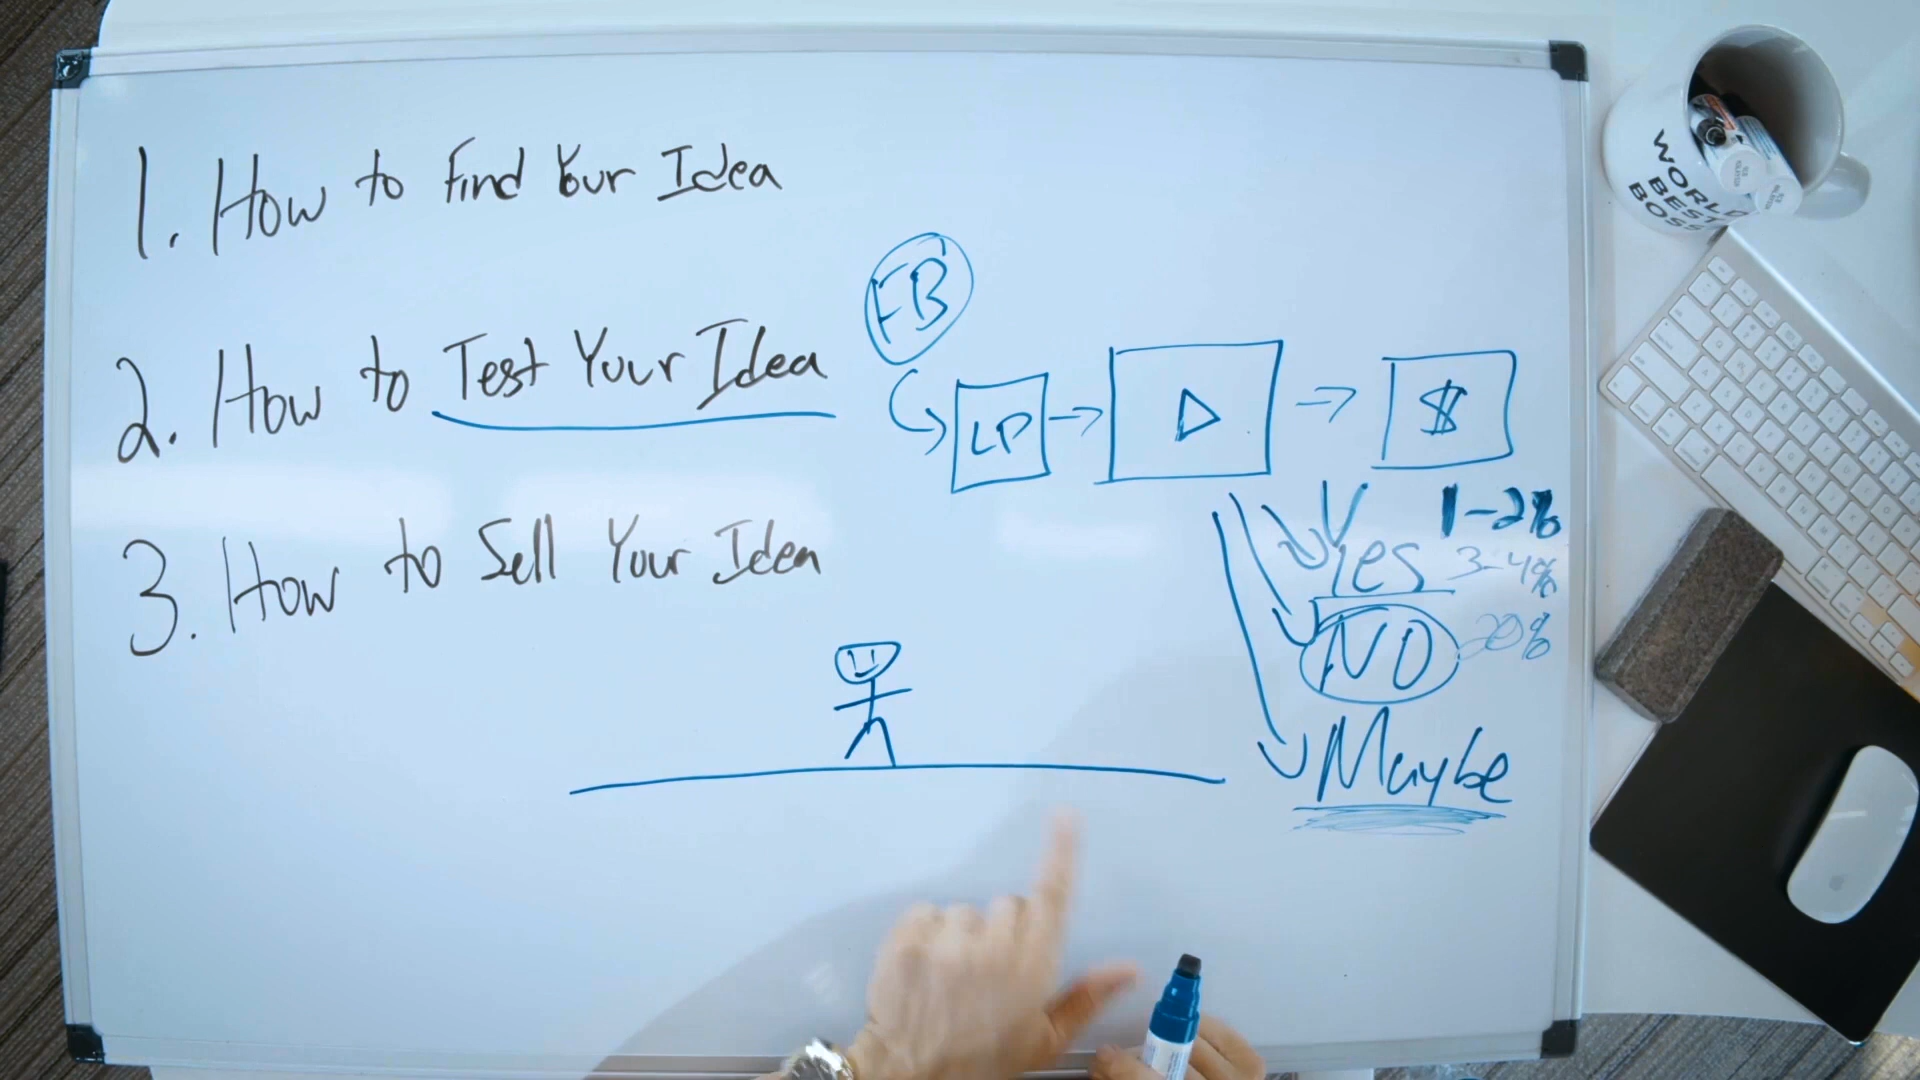 1. How to Find Your Idea
FB
2. How to Test Your Idea
LP
$
1-2%
Yes 3-4%
3. How to Sell Your Idea
NO 20%
Maybe
WORLD
BEST
BOSS